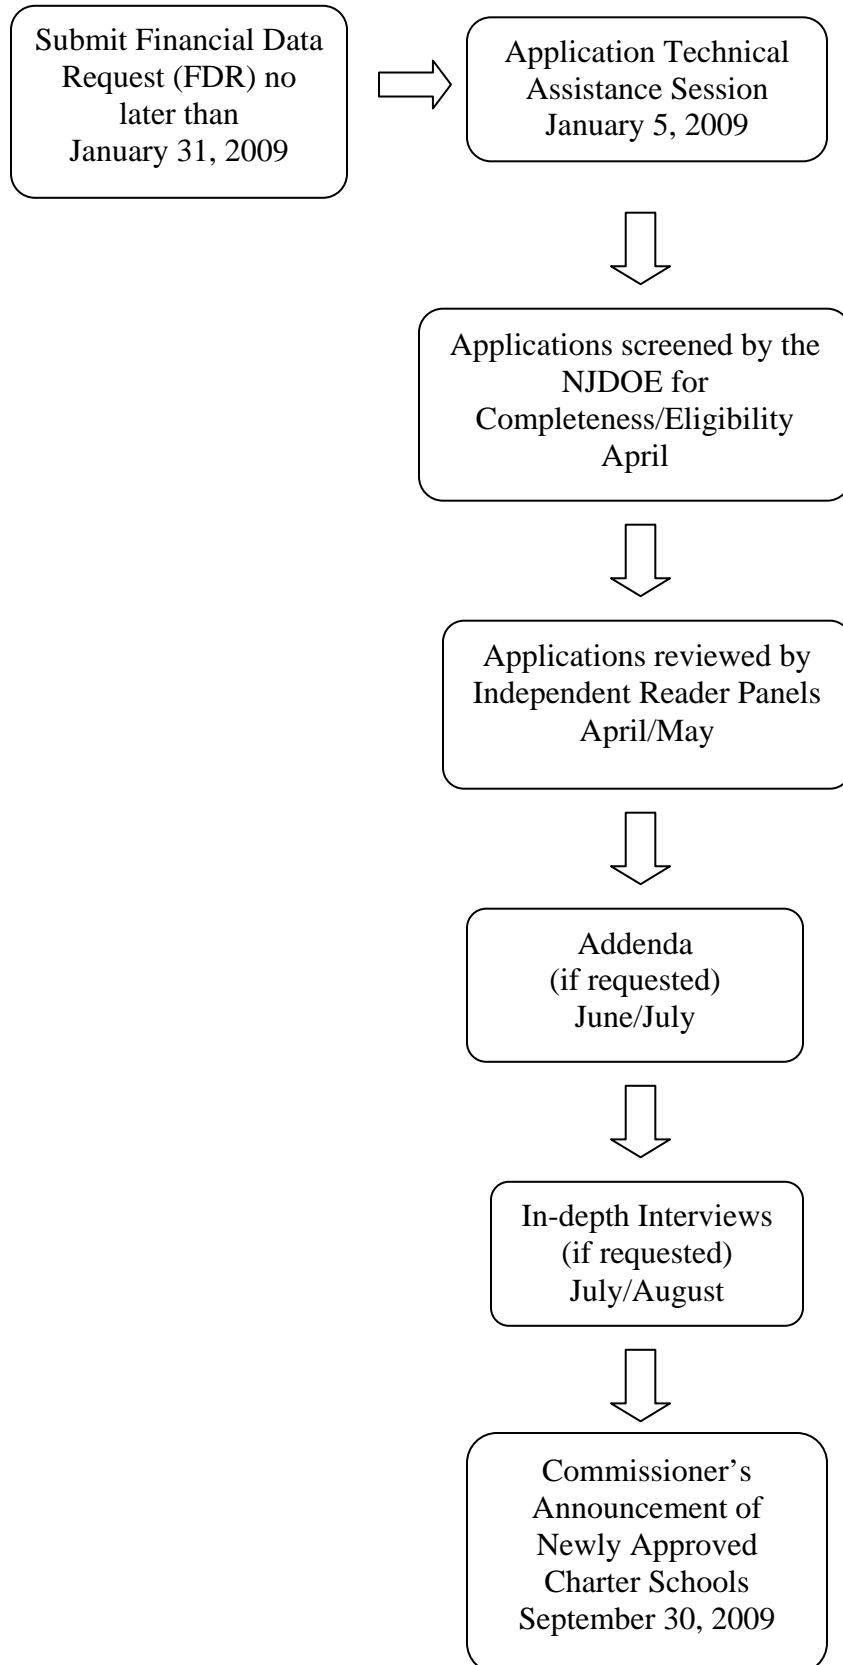 Submit Financial Data
Request (FDR) no
later than
January 31, 2009
Application Technical
Assistance Session
January 5, 2009
Applications screened by the
NJDOE for
Completeness/Eligibility
April
Applications reviewed by
Independent Reader Panels
April/May
Addenda
(if requested)
June/July
In-depth Interviews
(if requested)
July/August
Commissioner’s
Announcement of
Newly Approved
Charter Schools
September 30, 2009